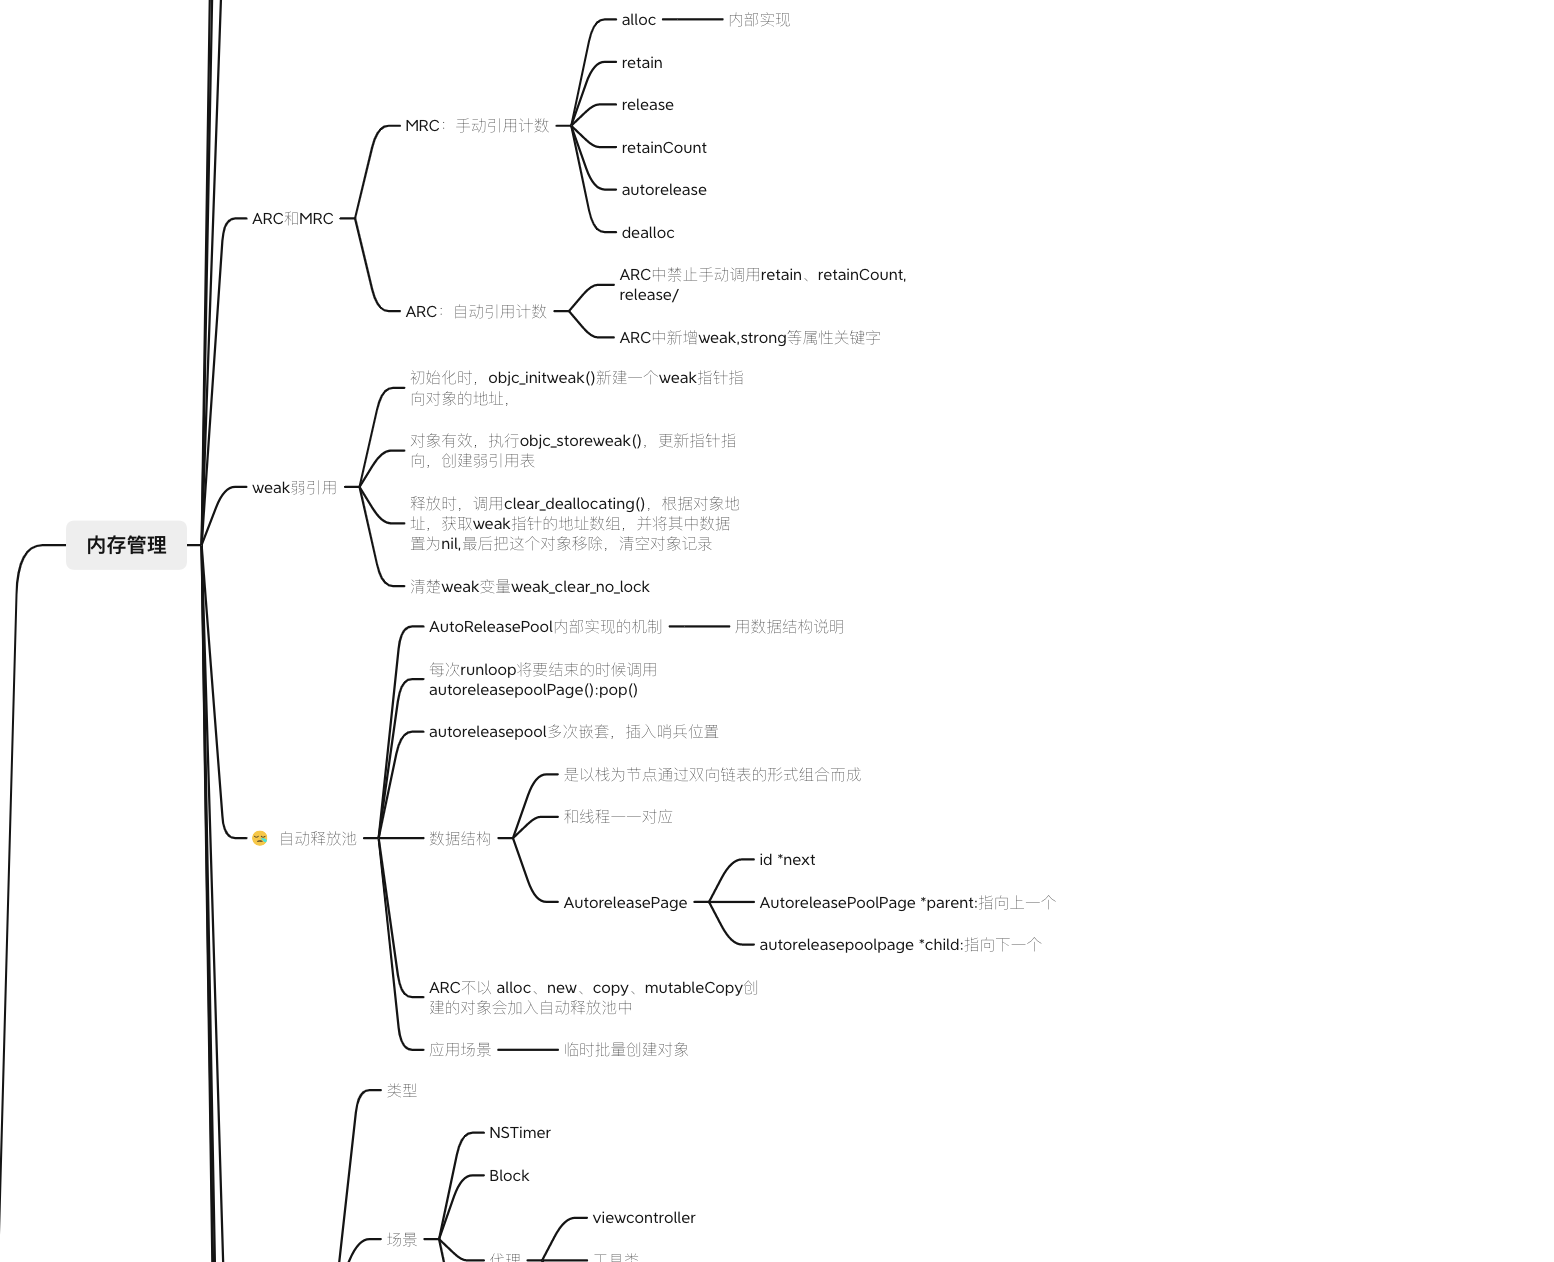 alloc
内部实现
retain
release
MRC：手动引用计数
retainCount
autorelease
ARC和MRC
dealloc
ARC中禁止手动调用retain、retainCount,
release/
ARC：自动引用计数
ARC中新增weak,strong等属性关键字
初始化时，objc_initweak()新建一个weak指针指
向对象的地址，
对象有效，执行objc_storeweak()，更新指针指
向，创建弱引用表
weak弱引用
释放时，调用clear_deallocating()，根据对象地
址，获取weak指针的地址数组，并将其中数据
置为nil,最后把这个对象移除，清空对象记录
内存管理
清楚weak变量weak_clear_no_lock
AutoReleasePool内部实现的机制
用数据结构说明
每次runloop将要结束的时候调用
autoreleasepoolPage():pop()
autoreleasepool多次嵌套，插入哨兵位置
是以栈为节点通过双向链表的形式组合而成
和线程一一对应
😪 自动释放池
数据结构
id *next
AutoreleasePage
AutoreleasePoolPage *parent:指向上一个
autoreleasepoolpage *child:指向下一个
ARC不以 alloc、new、copy、mutableCopy创
建的对象会加入自动释放池中
应用场景
临时批量创建对象
类型
NSTimer
Block
viewcontroller
场景
代理
工具类